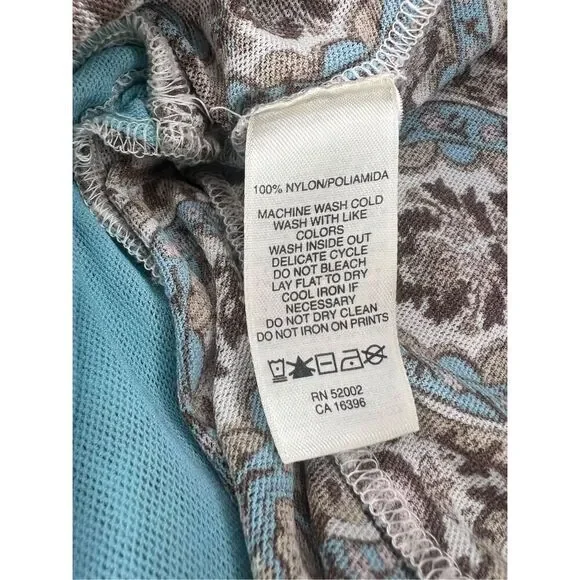 100% NYLON/POLIAMIDA
MACHINE WASH COLD
WASH WITH LIKE
COLORS
WASH INSIDE OUT
DELICATE CYCLE
DO NOT BLEACH
LAY FLAT TO DRY
COOL IRON IF
NECESSARY
DO NOT DRY CLEAN
DO NOT IRON ON PRINTS
RN 52002
CA 16396